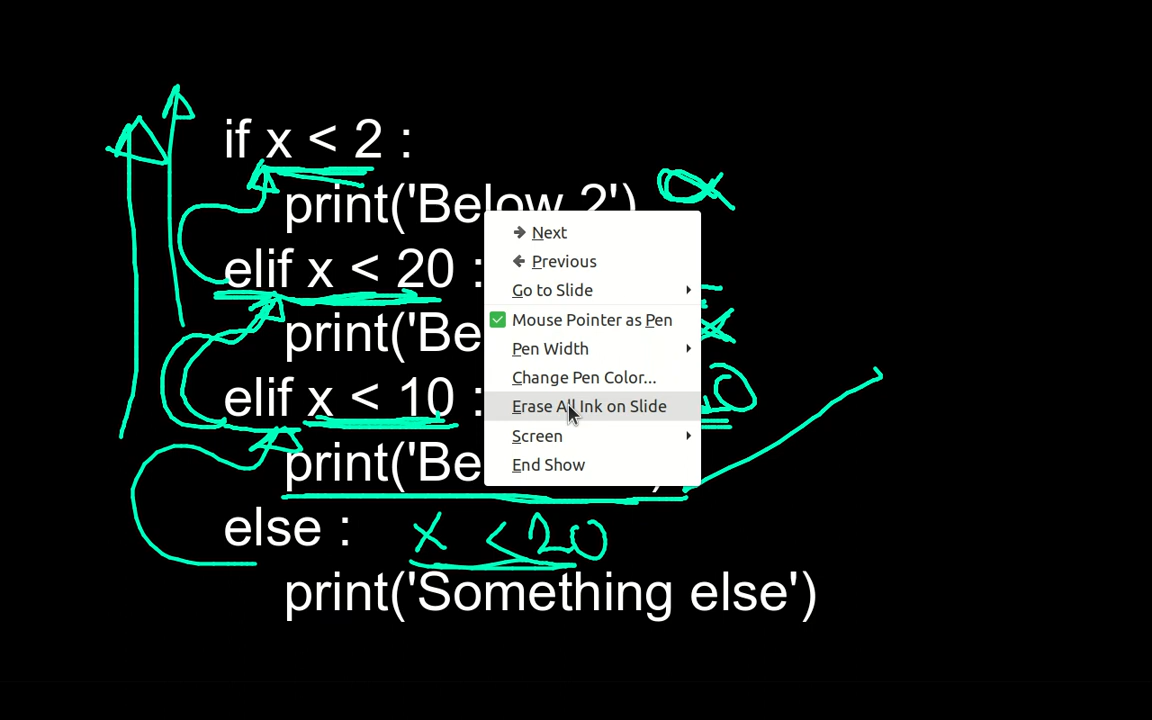 if x < 2 :
print('Below 2')
elif x < 20 :
print('Be
elif x < 10 :
print('Be
else :
x < 20
print('Something else')
Next
Previous
Go to Slide
Mouse Pointer as Pen
Pen Width
Change Pen Color...
Erase All Ink on Slide
Screen
End Show